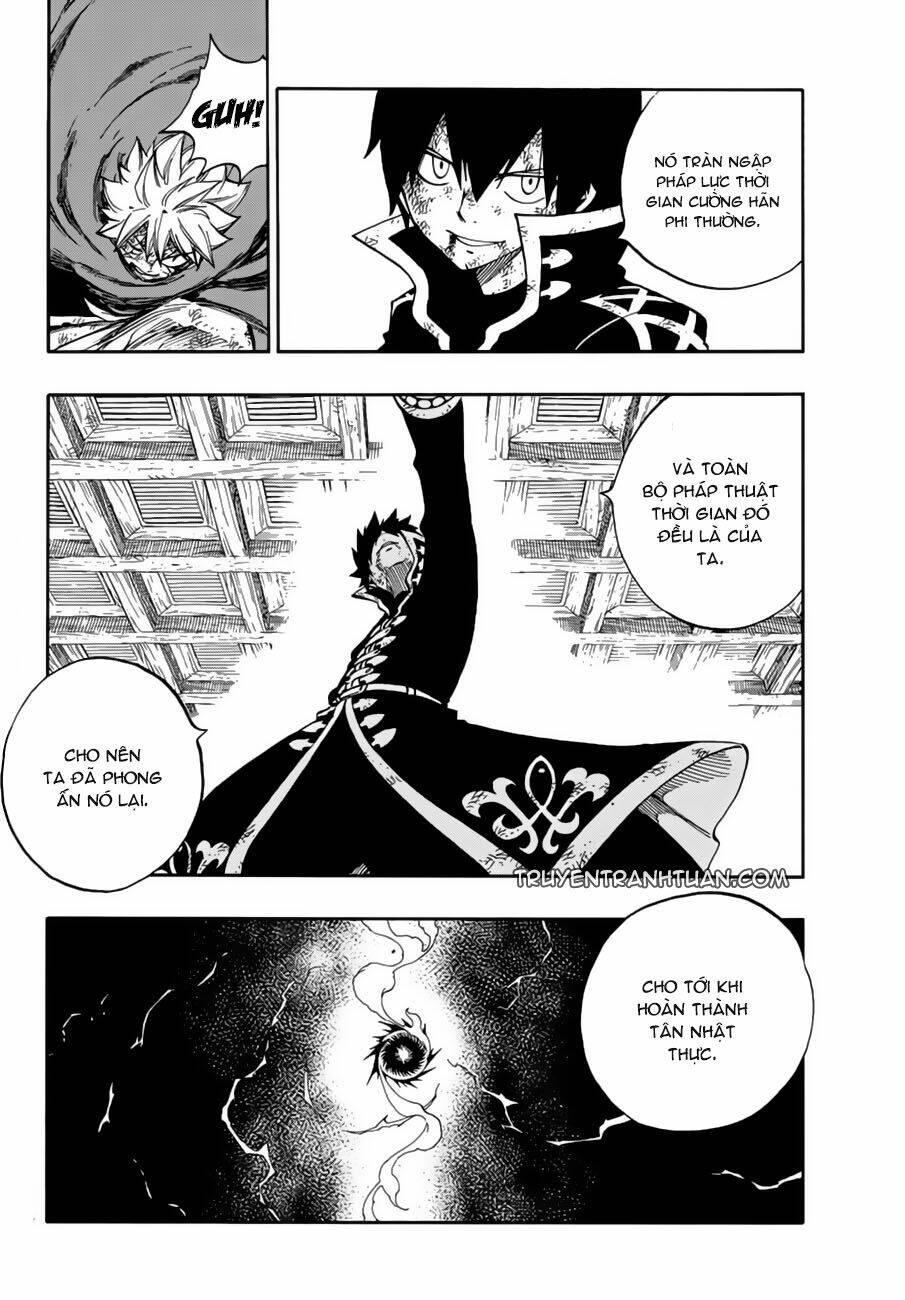 GUH!
NÓ TRÀN NGẬP
PHÁP LỰC THỜI
GIAN CƯỜNG HÃN
PHI THƯỜNG.
VÀ TOÀN
BỘ PHÁP THUẬT
THỜI GIAN ĐÓ
ĐỀU LÀ CỦA
TA.
CHO NÊN
TA ĐÃ PHONG
ẤN NÓ LẠI.
TRUYENTRANHTUAN.COM
CHO TỚI KHI
HOÀN THÀNH
TÂN NHẬT
THỰC.